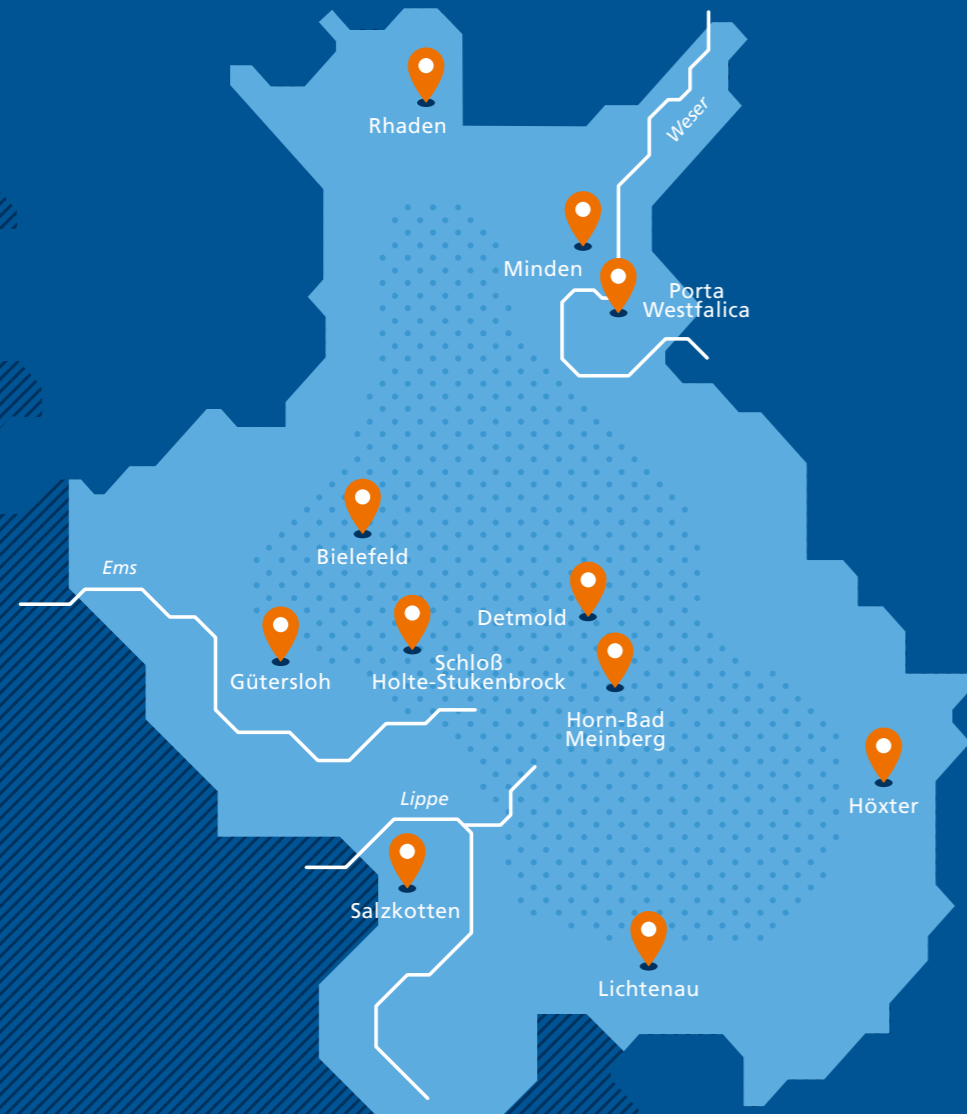 Rhaden
Weser
Minden
Porta
Westfalica
Bielefeld
Ems
Detmold
Schloß
Holte-Stukenbrock
Gütersloh
Horn-Bad
Meinberg
Lippe
Höxter
Salzkotten
Lichtenau